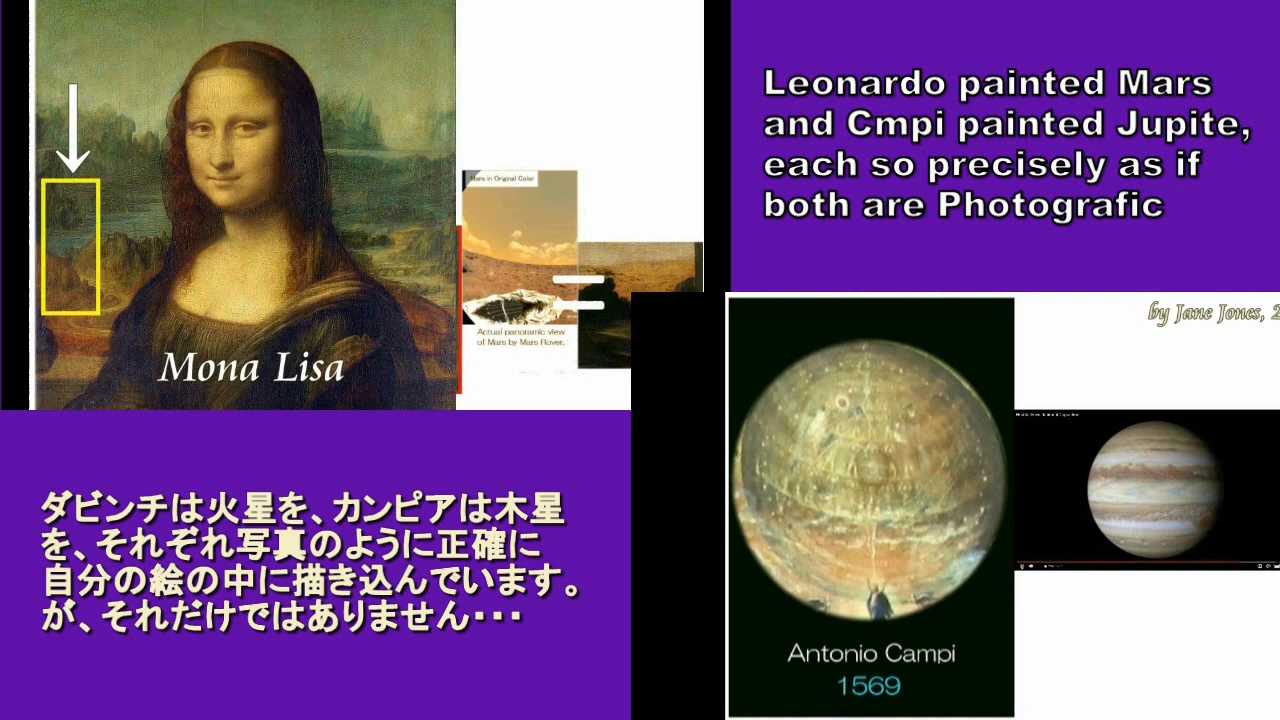 Leonardo painted Mars
and Cmpi painted Jupite,
each so precisely as if
both are Photografic
Mars in Original Color
Actual panoramic view
of Mars by Mars Rover.
Mona Lisa
by Jane Jones, 2
ダビンチは火星を、カンピアは木星
を、それぞれ写真のように正確に
自分の絵の中に描き込んでいます。
が、それだけではありません・・・
Antonio Campi
1569